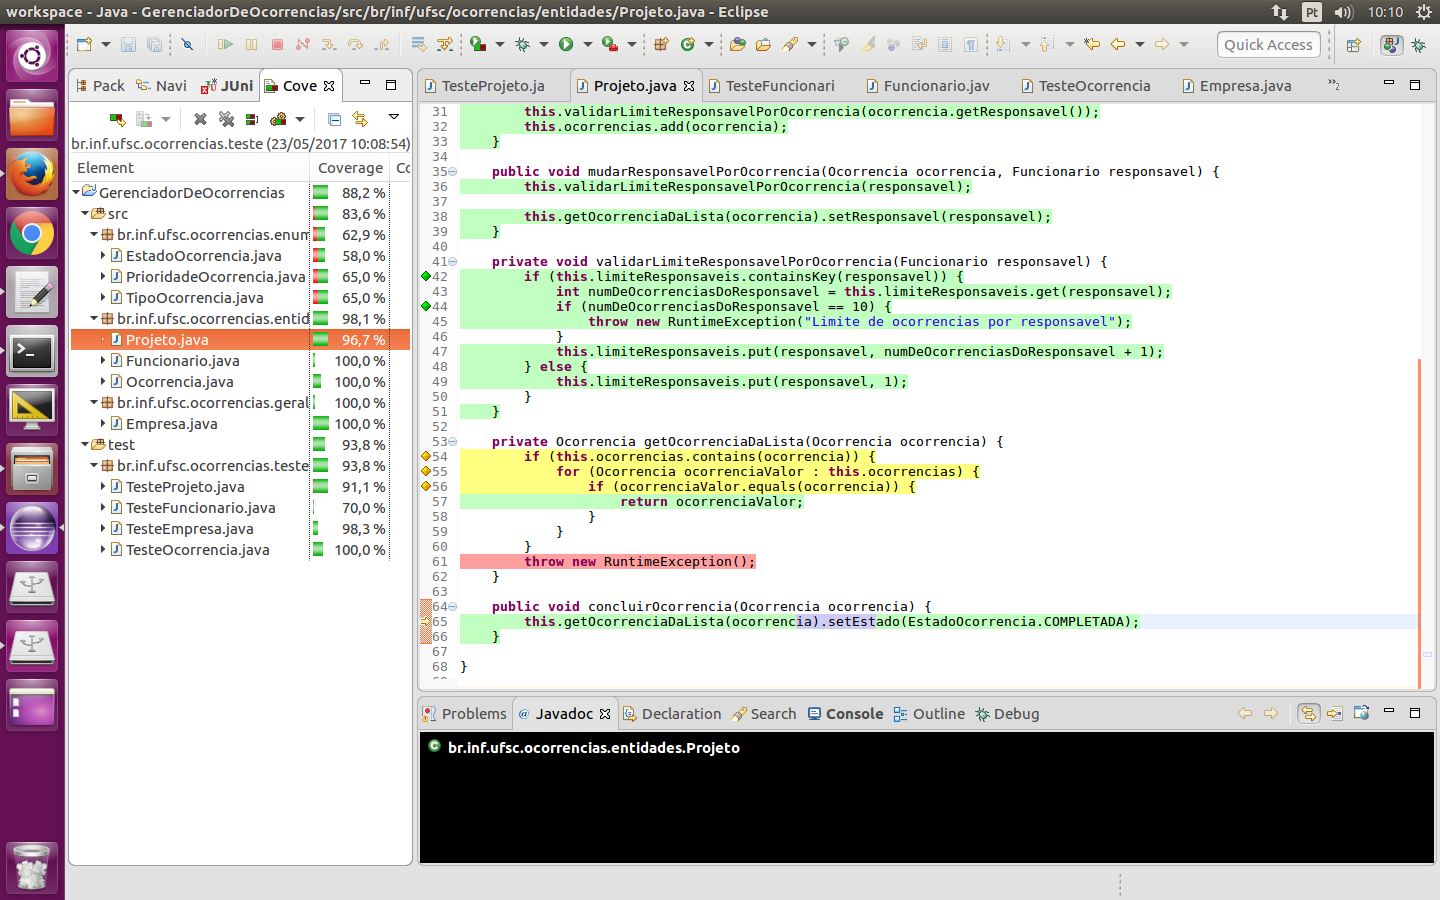 workspace - Java - GerenciadorDeOcorrencias/src/br/inf/ufsc/ocorrencias/entidades/Projeto.java - Eclipse
Pt
10:10
Quick Access
Pack
Navi
JUni
Cove
br.inf.ufsc.ocorrencias.teste (23/05/2017 10:08:54)
Element Coverage Co
GerenciadorDeOcorrencias 88,2 %
src 83,6 %
br.inf.ufsc.ocorrencias.enum 62,9 %
EstadoOcorrencia.java 58,0 %
PrioridadeOcorrencia.java 65,0 %
TipoOcorrencia.java 65,0 %
br.inf.ufsc.ocorrencias.entid 98,1 %
Projeto.java 96,7 %
Funcionario.java 100,0 %
Ocorrencia.java 100,0 %
br.inf.ufsc.ocorrencias.geral 100,0 %
Empresa.java 100,0 %
test 93,8 %
br.inf.ufsc.ocorrencias.teste 93,8 %
TesteProjeto.java 91,1 %
TesteFuncionario.java 70,0 %
TesteEmpresa.java 98,3 %
TesteOcorrencia.java 100,0 %
TesteProjeto.ja
Projeto.java
TesteFuncionari
Funcionario.jav
TesteOcorrencia
Empresa.java
»2
31 this.validarLimiteResponsavelPorOcorrencia(ocorrencia.getResponsavel());
32 this.ocorrencias.add(ocorrencia);
33 }
34
35 public void mudarResponsavelPorOcorrencia(Ocorrencia ocorrencia, Funcionario responsavel) {
36 this.validarLimiteResponsavelPorOcorrencia(responsavel);
37
38 this.getOcorrenciaDaLista(ocorrencia).setResponsavel(responsavel);
39 }
40
41 private void validarLimiteResponsavelPorOcorrencia(Funcionario responsavel) {
42 if (this.limiteResponsaveis.containsKey(responsavel)) {
43 int numDeOcorrenciasDoResponsavel = this.limiteResponsaveis.get(responsavel);
44 if (numDeOcorrenciasDoResponsavel == 10) {
45 throw new RuntimeException("Limite de ocorrencias por responsavel");
46 }
47 this.limiteResponsaveis.put(responsavel, numDeOcorrenciasDoResponsavel + 1);
48 } else {
49 this.limiteResponsaveis.put(responsavel, 1);
50 }
51 }
52
53 private Ocorrencia getOcorrenciaDaLista(Ocorrencia ocorrencia) {
54 if (this.ocorrencias.contains(ocorrencia)) {
55 for (Ocorrencia ocorrenciaValor : this.ocorrencias) {
56 if (ocorrenciaValor.equals(ocorrencia)) {
57 return ocorrenciaValor;
58 }
59 }
60 }
61 throw new RuntimeException();
62 }
63
64 public void concluirOcorrencia(Ocorrencia ocorrencia) {
65 this.getOcorrenciaDaLista(ocorrencia).setEstado(EstadoOcorrencia.COMPLETADA);
66 }
67
68 }
Problems
Javadoc
Declaration
Search
Console
Outline
Debug
br.inf.ufsc.ocorrencias.entidades.Projeto